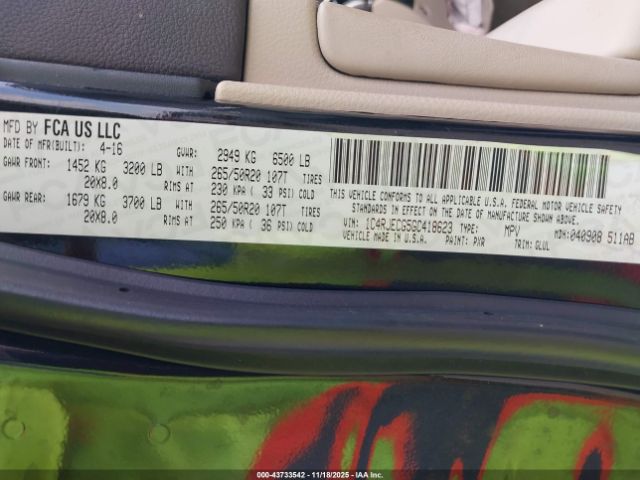 MFD BY FCA US LLC
DATE OF MFR(BUILT): 4-16 GVWR: 2949 KG 6500 LB
GAWR FRONT: 1452 KG 3200 LB 265/50R20 107T TIRES
20X8.0 RIMS AT 230 KPA ( 33 PSI) COLD
GAWR REAR: 1679 KG 3700 LB 265/50R20 107T TIRES
20X8.0 RIMS AT 250 KPA ( 36 PSI) COLD
THIS VEHICLE CONFORMS TO ALL APPLICABLE U.S.A. FEDERAL MOTOR VEHICLE SAFETY
STANDARDS IN EFFECT ON THE DATE OF MANUFACTURE SHOWN ABOVE.
VIN: 1C4RJECG5GC418623 TYPE: MPV MDH:040908 511AB
VEHICLE MADE IN U.S.A. PAINT: PXR TRIM: GLUL
000-43733542 - 11/18/2025 - IAAI.COM